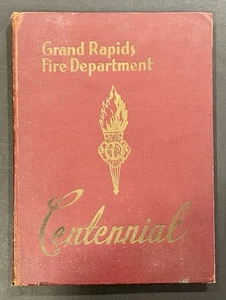 Grand Rapids
Fire Department
Centennial